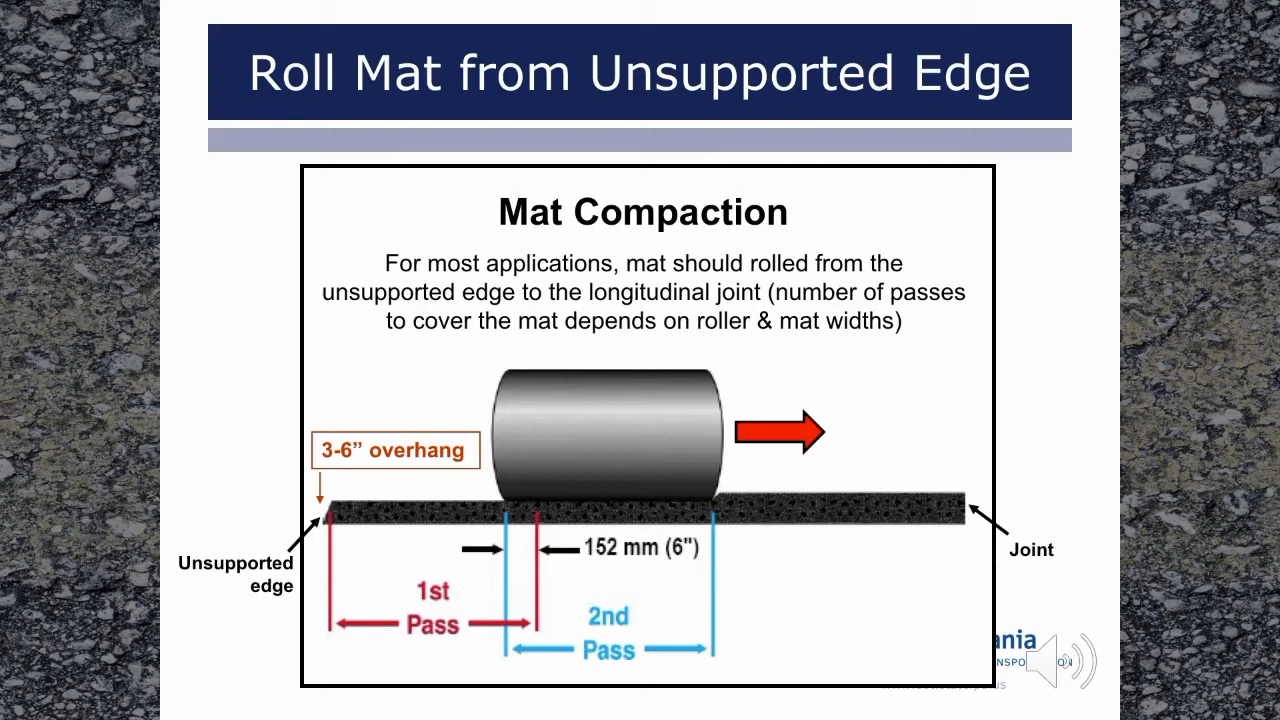 Roll Mat from Unsupported Edge
Mat Compaction
For most applications, mat should rolled from the
unsupported edge to the longitudinal joint (number of passes
to cover the mat depends on roller & mat widths)
3-6” overhang
Unsupported
edge
152 mm (6")
Joint
1st
Pass
2nd
Pass
ania